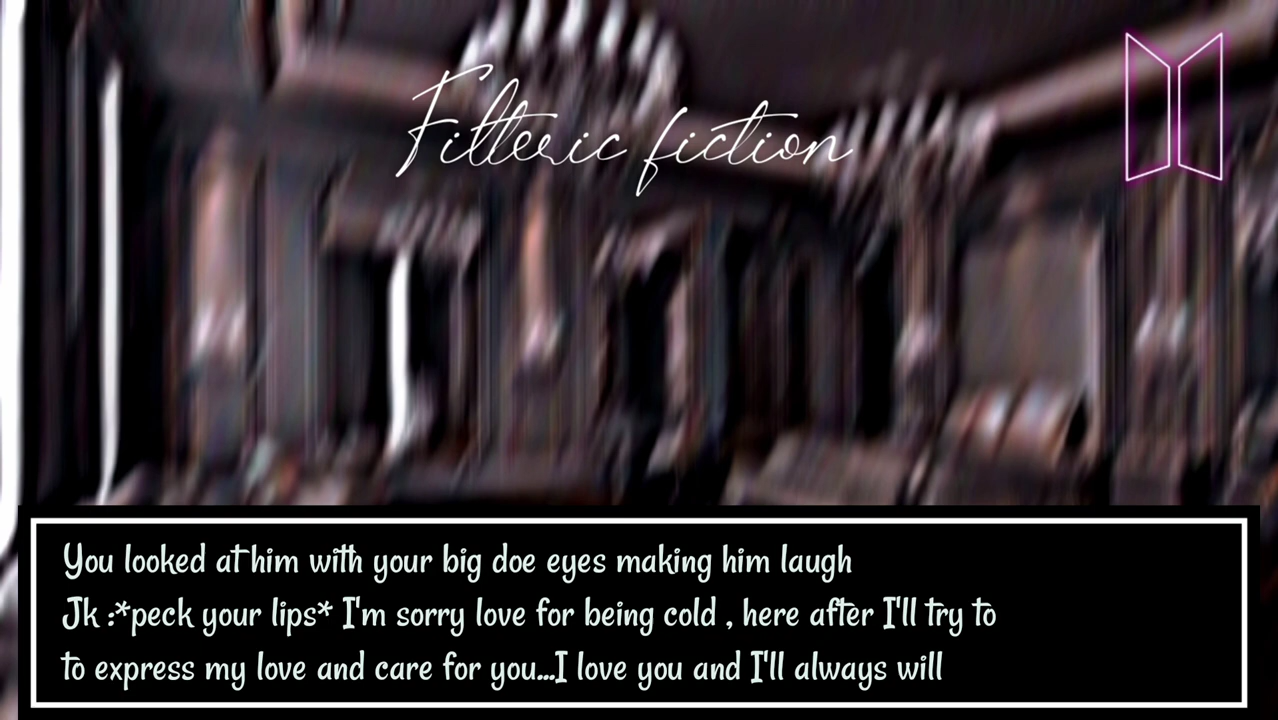 Filteric fiction
You looked at him with your big doe eyes making him laugh
Jk :*peck your lips* I'm sorry love for being cold , here after I'll try to
to express my love and care for you...I love you and I'll always will